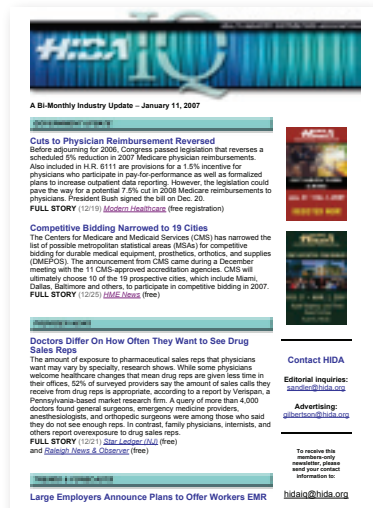 HIDA
IQ
A Bi-Monthly Industry Update – January 11, 2007
Cuts to Physician Reimbursement Reversed
Before adjourning for 2006, Congress passed legislation that reverses a
scheduled 5% reduction in 2007 Medicare physician reimbursements.
Also included in H.R. 6111 are provisions for a 1.5% incentive for
physicians who participate in pay-for-performance as well as formalized
plans to increase outpatient data reporting. However, the legislation could
pave the way for a potential 7.5% cut in 2008 Medicare reimbursements to
physicians. President Bush signed the bill on Dec. 20.
FULL STORY (12/19) Modern Healthcare (free registration)
Competitive Bidding Narrowed to 19 Cities
The Centers for Medicare and Medicaid Services (CMS) has narrowed the
list of possible metropolitan statistical areas (MSAs) for competitive
bidding for durable medical equipment, prosthetics, orthotics, and supplies
(DMEPOS). The announcement from CMS came during a December
meeting with the 11 CMS-approved accreditation agencies. CMS will
ultimately choose 10 of the 19 prospective cities, which include Miami,
Dallas, Baltimore and others, to participate in competitive bidding in 2007.
FULL STORY (12/25) HME News (free)
Doctors Differ On How Often They Want to See Drug
Sales Reps
The amount of exposure to pharmaceutical sales reps that physicians
want may vary by specialty, research shows. While some physicians
welcome healthcare changes that mean drug reps are given less time in
their offices, 52% of surveyed providers say the amount of sales calls they
receive from drug reps is appropriate, according to a report by Verispan, a
Pennsylvania-based market research firm. A query of more than 4,000
doctors found general surgeons, emergency medicine providers,
anesthesiologists, and orthopedic surgeons were among those who said
they do not see enough reps. In contrast, family physicians, internists, and
others report overexposure to drug sales reps.
FULL STORY (12/21) Star Ledger (NJ) (free)
and Raleigh News & Observer (free)
Large Employers Announce Plans to Offer Workers EMR
Contact HIDA
Editorial inquiries:
sandler@hida.org
Advertising:
gilbertson@hida.org
To receive this
members-only
newsletter, please
send your contact
information to:
hidaiq@hida.org